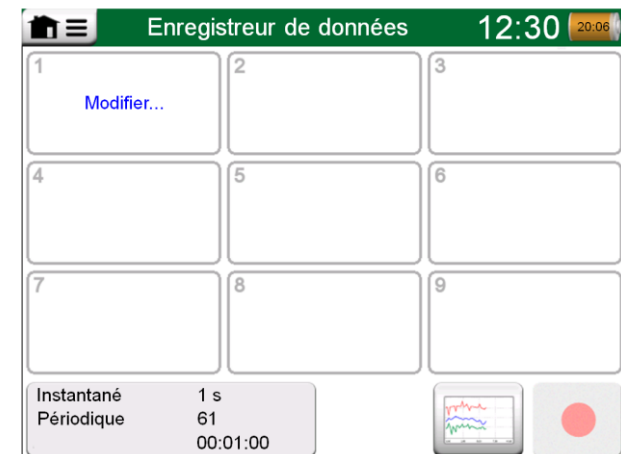 Enregistreur de données 12:30 20:06
1 2 3
Modifier...
4 5 6
7 8 9
Instantané 1 s
Périodique 61
00:01:00